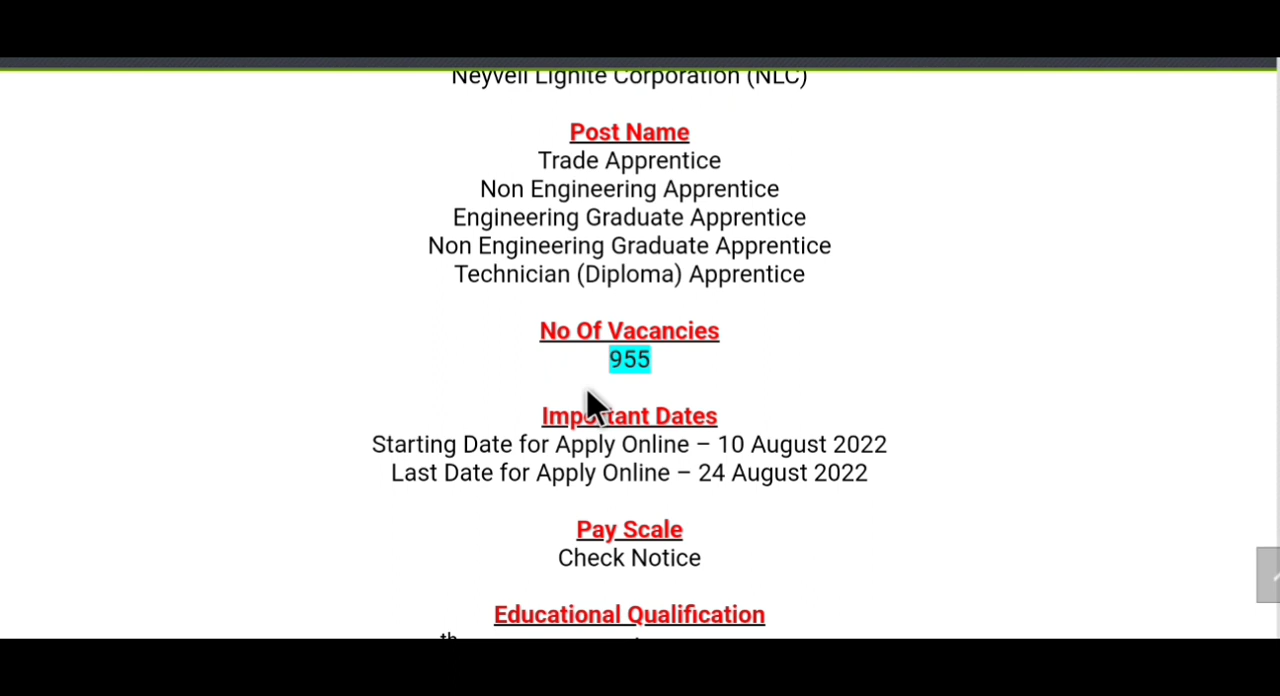 Neyveli Lignite Corporation (NLC)
Post Name
Trade Apprentice
Non Engineering Apprentice
Engineering Graduate Apprentice
Non Engineering Graduate Apprentice
Technician (Diploma) Apprentice
No Of Vacancies
955
Important Dates
Starting Date for Apply Online – 10 August 2022
Last Date for Apply Online – 24 August 2022
Pay Scale
Check Notice
Educational Qualification
th